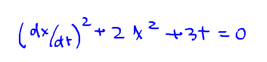 (dx/dt)² + 2x² + 3t = 0